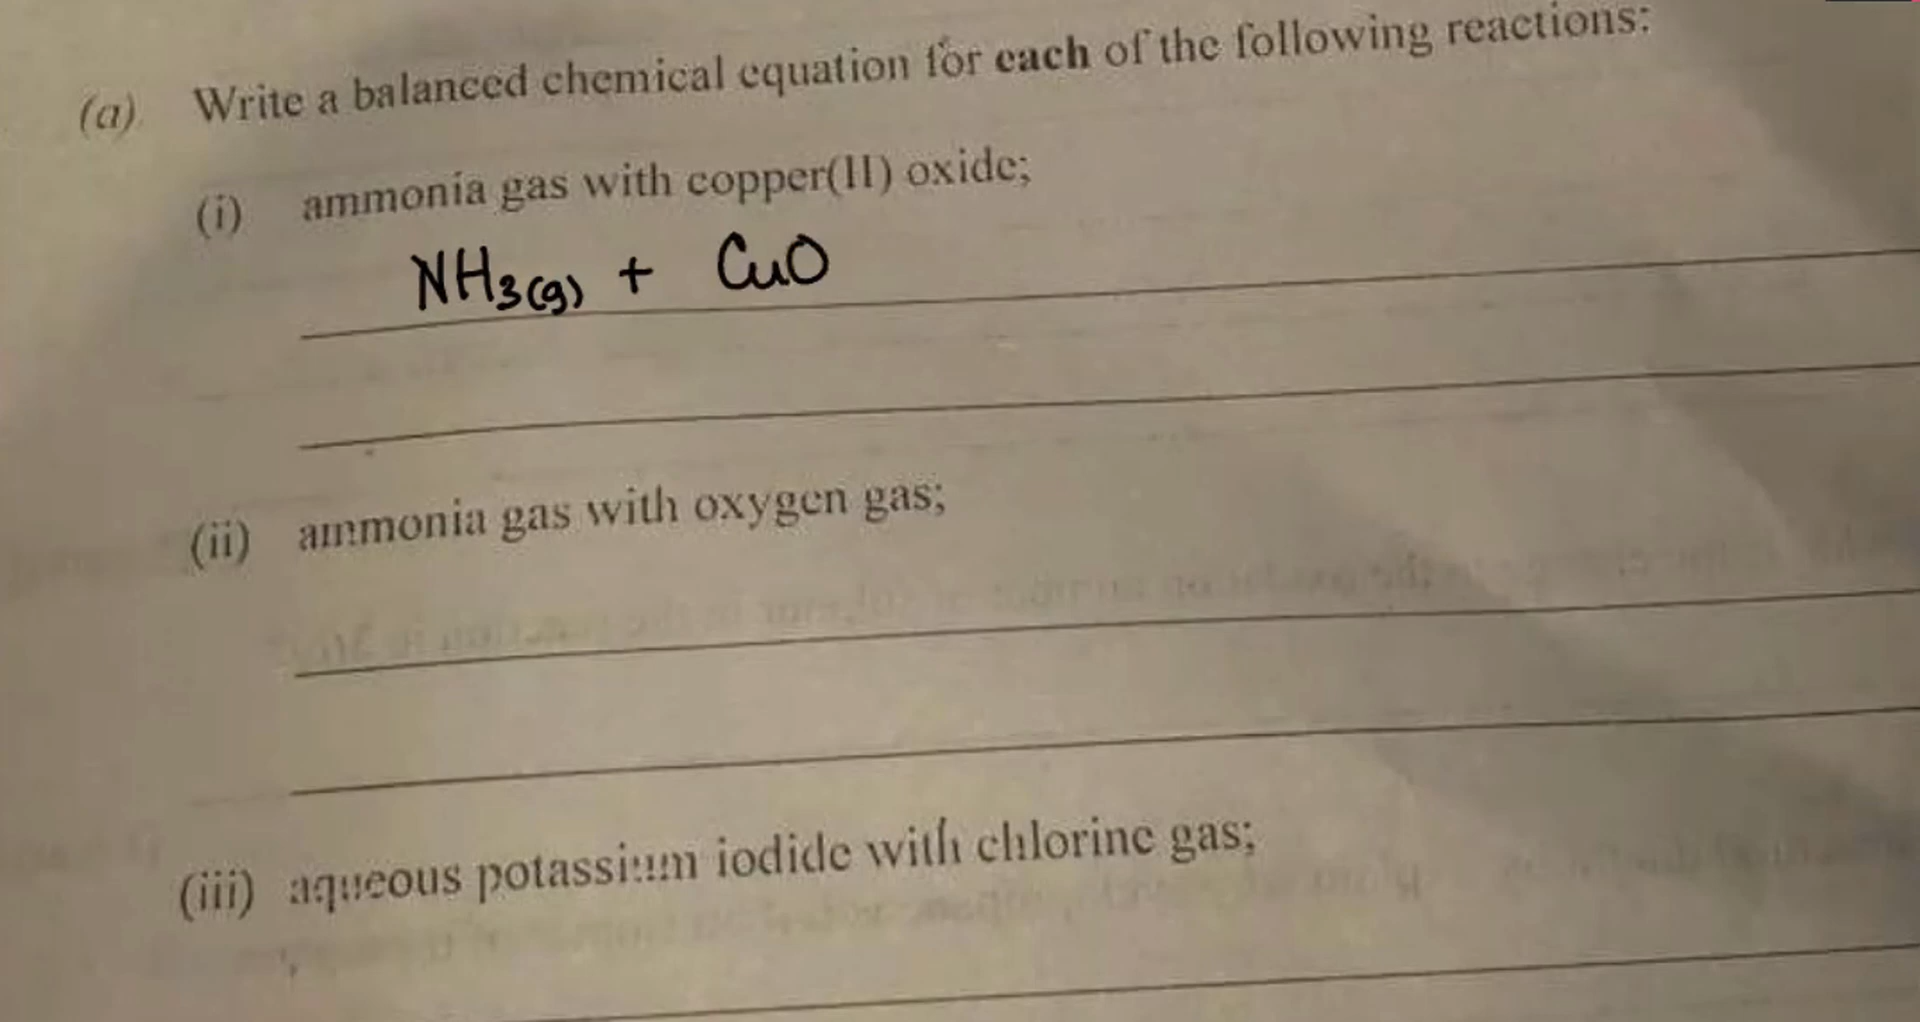 (a) Write a balanced chemical equation for each of the following reactions:
(i) ammonia gas with copper(II) oxide;
NH₃(g) + CuO
(ii) ammonia gas with oxygen gas;
(iii) aqueous potassium iodide with chlorine gas;